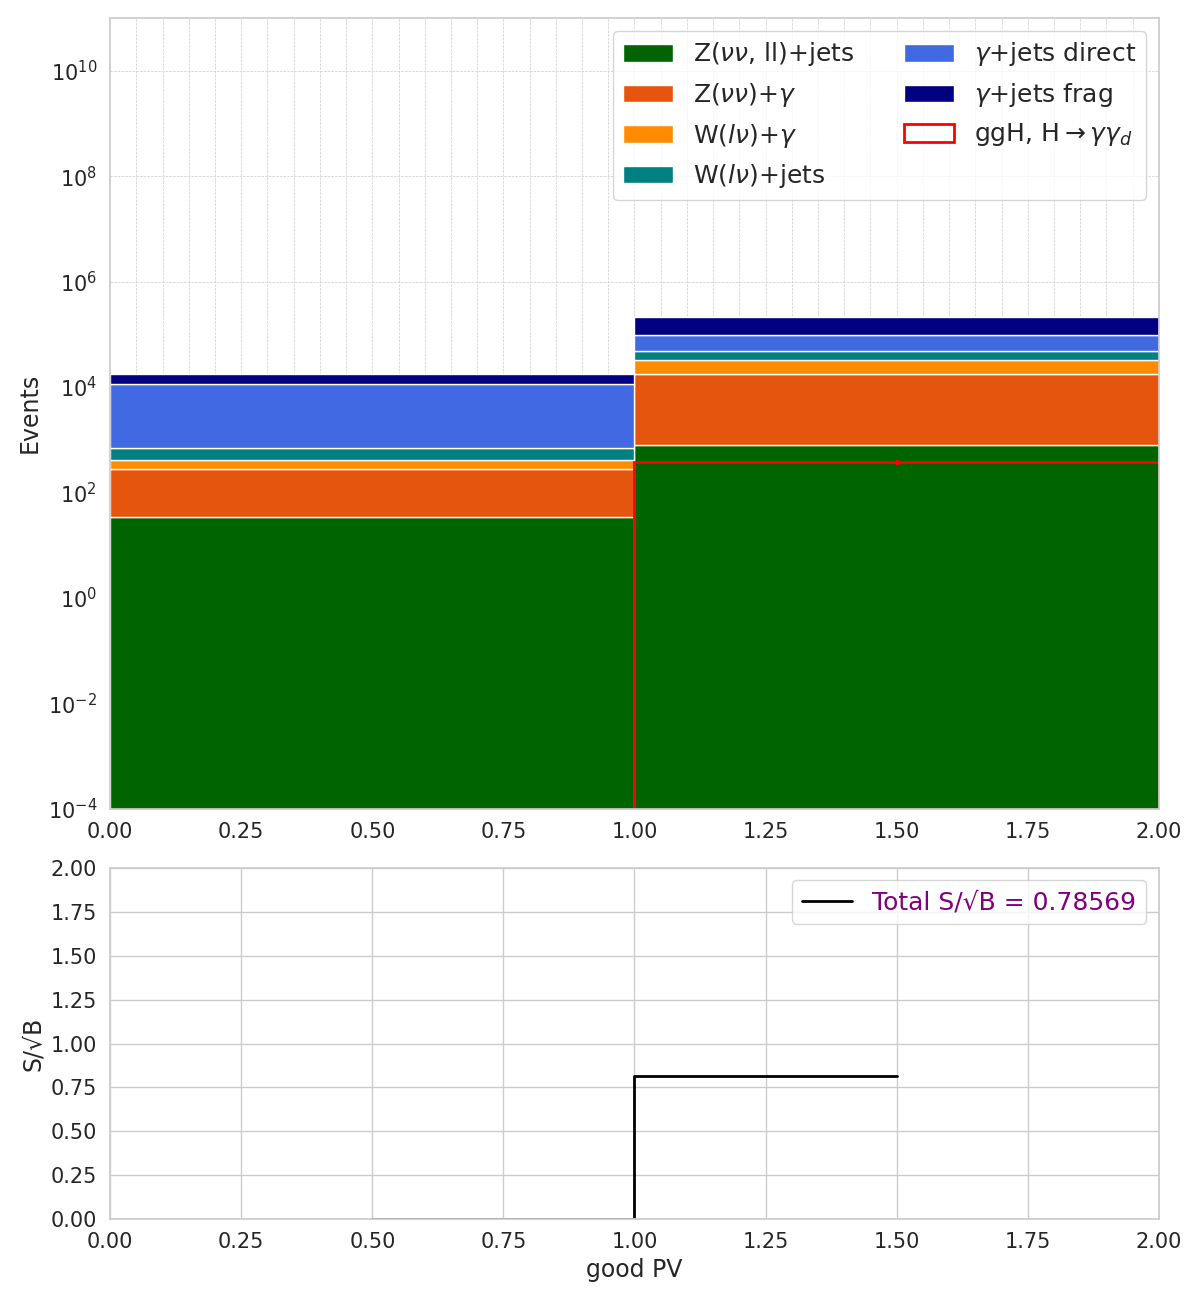 Z(νν, ll)+jets
Z(νν)+γ
W(lν)+γ
W(lν)+jets
γ+jets direct
γ+jets frag
ggH, H→γγ_d
Events
10^10
10^8
10^6
10^4
10^2
10^0
10^−2
10^−4
0.00 0.25 0.50 0.75 1.00 1.25 1.50 1.75 2.00
Total S/√B = 0.78569
S/√B
2.00
1.75
1.50
1.25
1.00
0.75
0.50
0.25
0.00
0.00 0.25 0.50 0.75 1.00 1.25 1.50 1.75 2.00
good PV